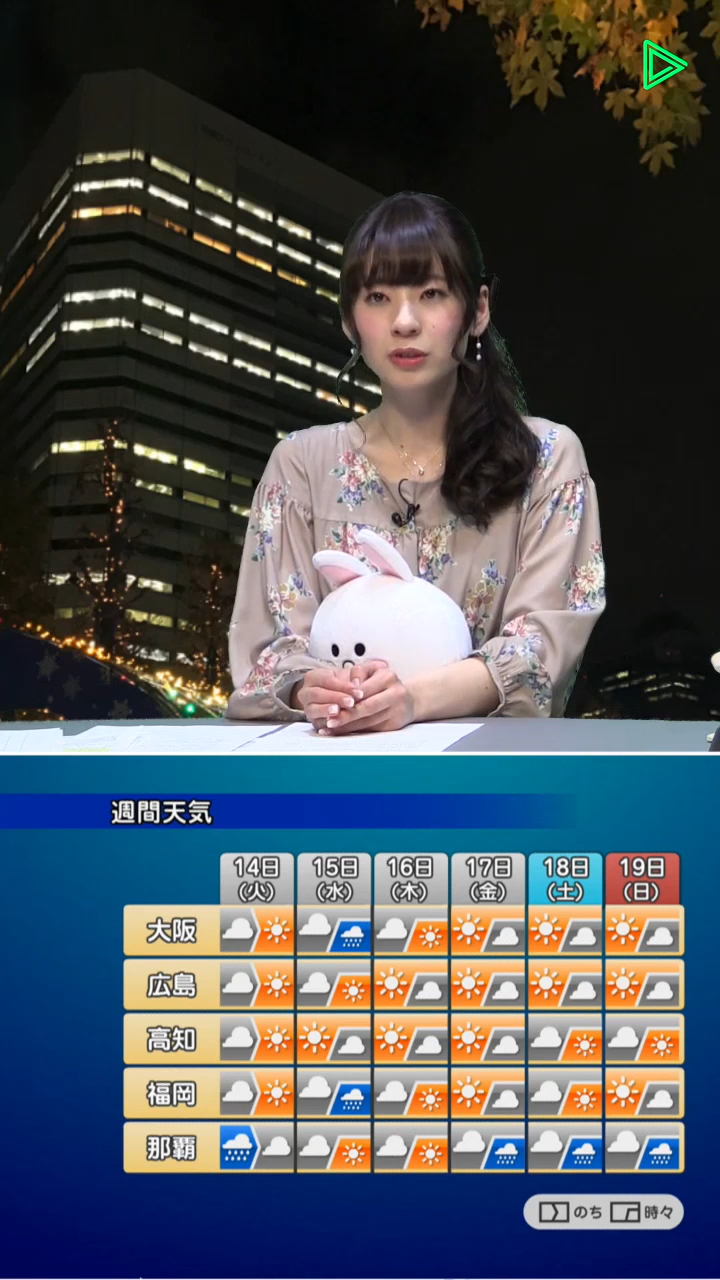 週間天気
14日 15日 16日 17日 18日 19日
(火) (水) (木) (金) (土) (日)
大阪
広島
高知
福岡
那覇
のち 時々